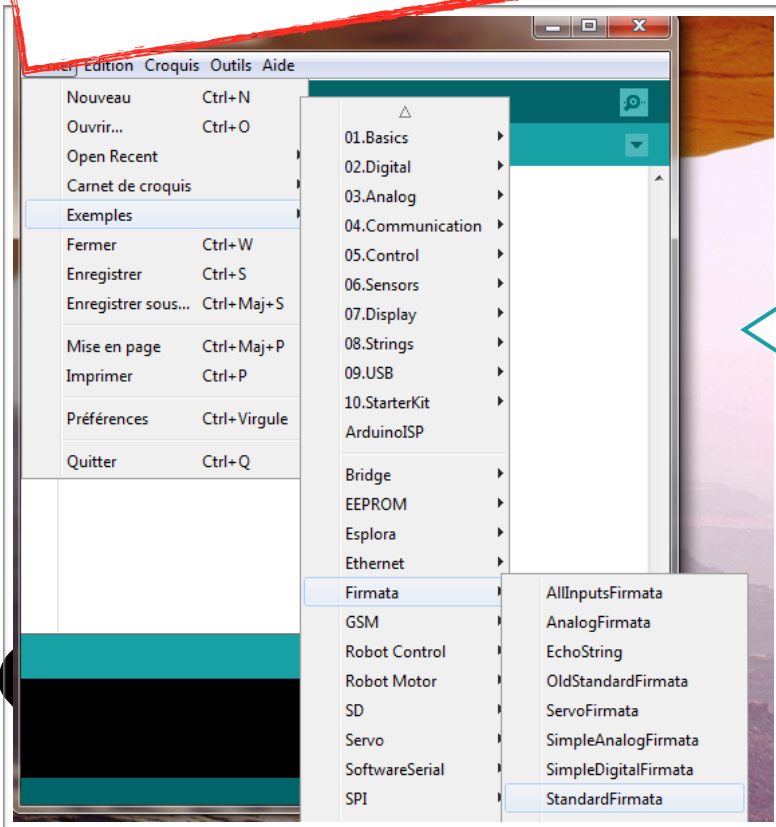 Edition Croquis Outils Aide
Nouveau Ctrl+N
Ouvrir... Ctrl+O
Open Recent
Carnet de croquis
Exemples
Fermer Ctrl+W
Enregistrer Ctrl+S
Enregistrer sous... Ctrl+Maj+S
Mise en page Ctrl+Maj+P
Imprimer Ctrl+P
Préférences Ctrl+Virgule
Quitter Ctrl+Q
01.Basics
02.Digital
03.Analog
04.Communication
05.Control
06.Sensors
07.Display
08.Strings
09.USB
10.StarterKit
ArduinoISP
Bridge
EEPROM
Esplora
Ethernet
Firmata
GSM
Robot Control
Robot Motor
SD
Servo
SoftwareSerial
SPI
AllInputsFirmata
AnalogFirmata
EchoString
OldStandardFirmata
ServoFirmata
SimpleAnalogFirmata
SimpleDigitalFirmata
StandardFirmata